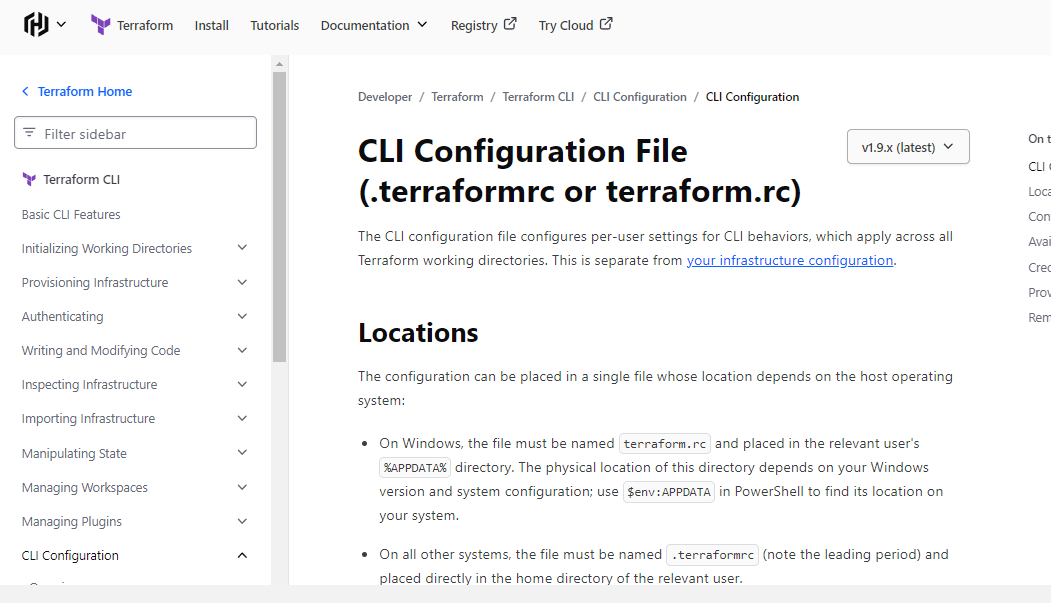 Terraform Install Tutorials Documentation Registry Try Cloud
Terraform Home
Filter sidebar
Terraform CLI
Basic CLI Features
Initializing Working Directories
Provisioning Infrastructure
Authenticating
Writing and Modifying Code
Inspecting Infrastructure
Importing Infrastructure
Manipulating State
Managing Workspaces
Managing Plugins
CLI Configuration
Developer / Terraform / Terraform CLI / CLI Configuration / CLI Configuration
CLI Configuration File
(.terraformrc or terraform.rc)
v1.9.x (latest)
The CLI configuration file configures per-user settings for CLI behaviors, which apply across all
Terraform working directories. This is separate from your infrastructure configuration.
Locations
The configuration can be placed in a single file whose location depends on the host operating
system:
• On Windows, the file must be named terraform.rc and placed in the relevant user's
%APPDATA% directory. The physical location of this directory depends on your Windows
version and system configuration; use $env:APPDATA in PowerShell to find its location on
your system.
• On all other systems, the file must be named .terraformrc (note the leading period) and
placed directly in the home directory of the relevant user.
On t
CLI
Loca
Con
Avai
Cred
Prov
Rem